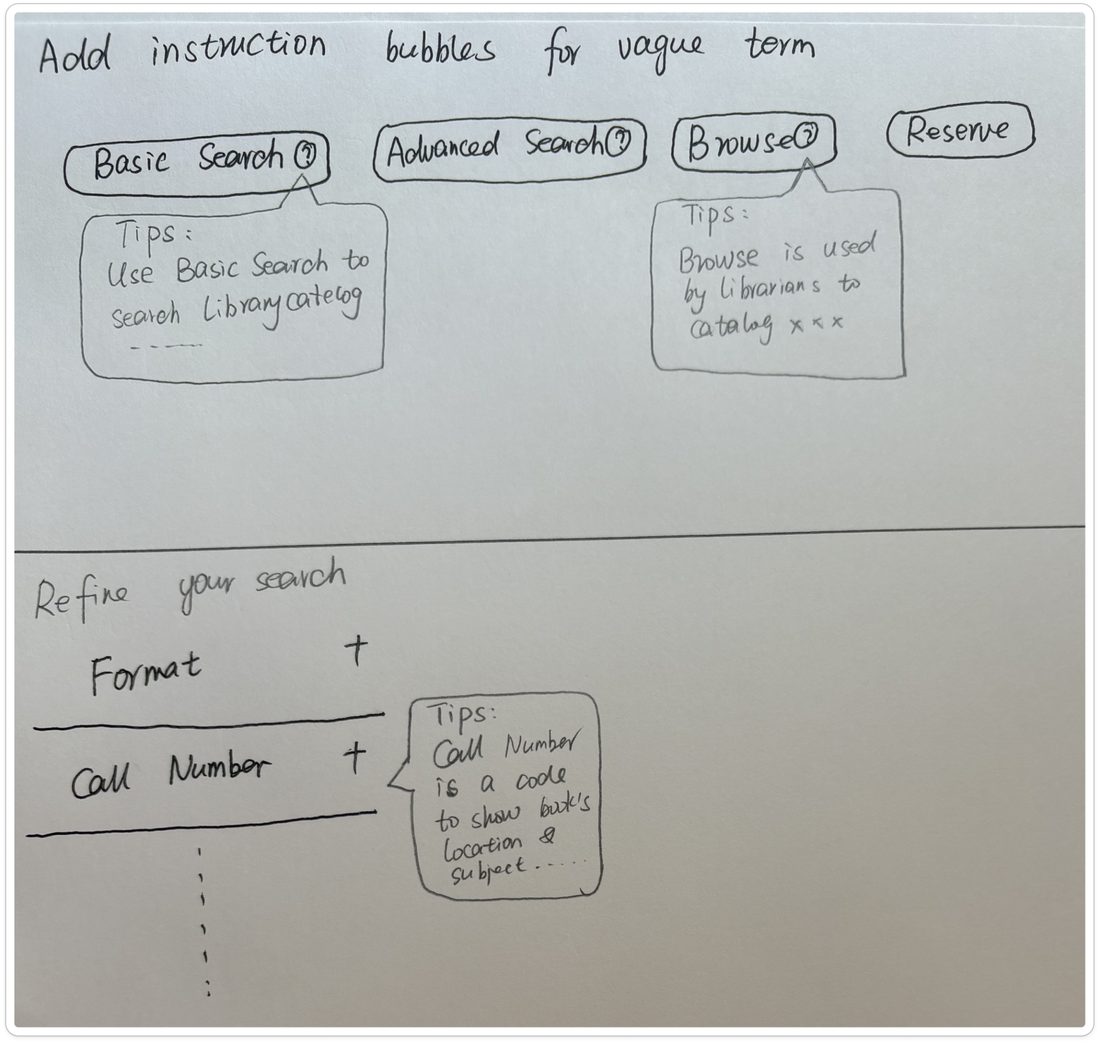 Add instruction bubbles for vague term
Basic Search ? Advanced Search ? Browse ? Reserve
Tips:
Use Basic Search to
search Library catelog
-----
Tips:
Browse is used
by librarians to
catalog xxx
Refine your search
Format +
Call Number +
Tips:
Call Number
is a code
to show book's
location &
subject ......